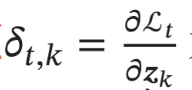 δ_{t,k} = ∂ℒ_t / ∂z_k